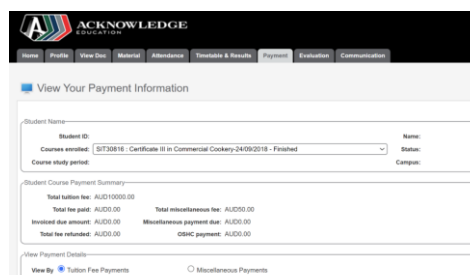 ACKNOWLEDGE
EDUCATION
Home Profile View Doc Material Attendance Timetable & Results Payment Evaluation Communication
View Your Payment Information
Student Name
Student ID: Name:
Courses enrolled: SIT30816 : Certificate III in Commercial Cookery-24/09/2018 - Finished Status:
Course study period: Campus:
Student Course Payment Summary
Total tuition fee: AUD10000.00
Total fee paid: AUD0.00 Total miscellaneous fee: AUD50.00
Invoiced due amount: AUD0.00 Miscellaneous payment due: AUD0.00
Total fee refunded: AUD0.00 OSHC payment: AUD0.00
View Payment Details
View By Tuition Fee Payments Miscellaneous Payments